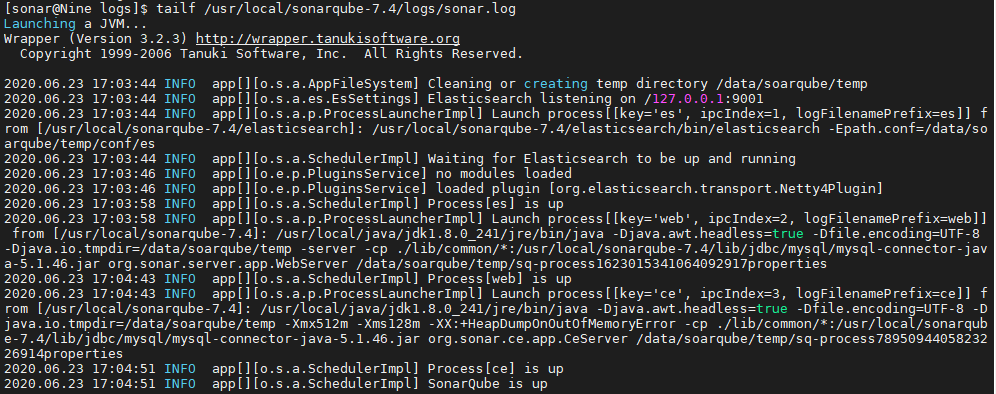 [sonar@Nine logs]$ tailf /usr/local/sonarqube-7.4/logs/sonar.log
Launching a JVM...
Wrapper (Version 3.2.3) http://wrapper.tanukisoftware.org
  Copyright 1999-2006 Tanuki Software, Inc.  All Rights Reserved.

2020.06.23 17:03:44 INFO  app[][o.s.a.AppFileSystem] Cleaning or creating temp directory /data/soarqube/temp
2020.06.23 17:03:44 INFO  app[][o.s.a.es.EsSettings] Elasticsearch listening on /127.0.0.1:9001
2020.06.23 17:03:44 INFO  app[][o.s.a.p.ProcessLauncherImpl] Launch process[[key='es', ipcIndex=1, logFilenamePrefix=es]] f
rom [/usr/local/sonarqube-7.4/elasticsearch]: /usr/local/sonarqube-7.4/elasticsearch/bin/elasticsearch -Epath.conf=/data/so
arqube/temp/conf/es
2020.06.23 17:03:44 INFO  app[][o.s.a.SchedulerImpl] Waiting for Elasticsearch to be up and running
2020.06.23 17:03:46 INFO  app[][o.e.p.PluginsService] no modules loaded
2020.06.23 17:03:46 INFO  app[][o.e.p.PluginsService] loaded plugin [org.elasticsearch.transport.Netty4Plugin]
2020.06.23 17:03:58 INFO  app[][o.s.a.SchedulerImpl] Process[es] is up
2020.06.23 17:03:58 INFO  app[][o.s.a.p.ProcessLauncherImpl] Launch process[[key='web', ipcIndex=2, logFilenamePrefix=web]]
 from [/usr/local/sonarqube-7.4]: /usr/local/java/jdk1.8.0_241/jre/bin/java -Djava.awt.headless=true -Dfile.encoding=UTF-8
-Djava.io.tmpdir=/data/soarqube/temp -server -cp ./lib/common/*:/usr/local/sonarqube-7.4/lib/jdbc/mysql/mysql-connector-jav
a-5.1.46.jar org.sonar.server.app.WebServer /data/soarqube/temp/sq-process1623015341064092917properties
2020.06.23 17:04:43 INFO  app[][o.s.a.SchedulerImpl] Process[web] is up
2020.06.23 17:04:43 INFO  app[][o.s.a.p.ProcessLauncherImpl] Launch process[[key='ce', ipcIndex=3, logFilenamePrefix=ce]] f
rom [/usr/local/sonarqube-7.4]: /usr/local/java/jdk1.8.0_241/jre/bin/java -Djava.awt.headless=true -Dfile.encoding=UTF-8 -D
java.io.tmpdir=/data/soarqube/temp -Xmx512m -Xms128m -XX:+HeapDumpOnOutOfMemoryError -cp ./lib/common/*:/usr/local/sonarqub
e-7.4/lib/jdbc/mysql/mysql-connector-java-5.1.46.jar org.sonar.ce.app.CeServer /data/soarqube/temp/sq-process78950944058232
26914properties
2020.06.23 17:04:51 INFO  app[][o.s.a.SchedulerImpl] Process[ce] is up
2020.06.23 17:04:51 INFO  app[][o.s.a.SchedulerImpl] SonarQube is up